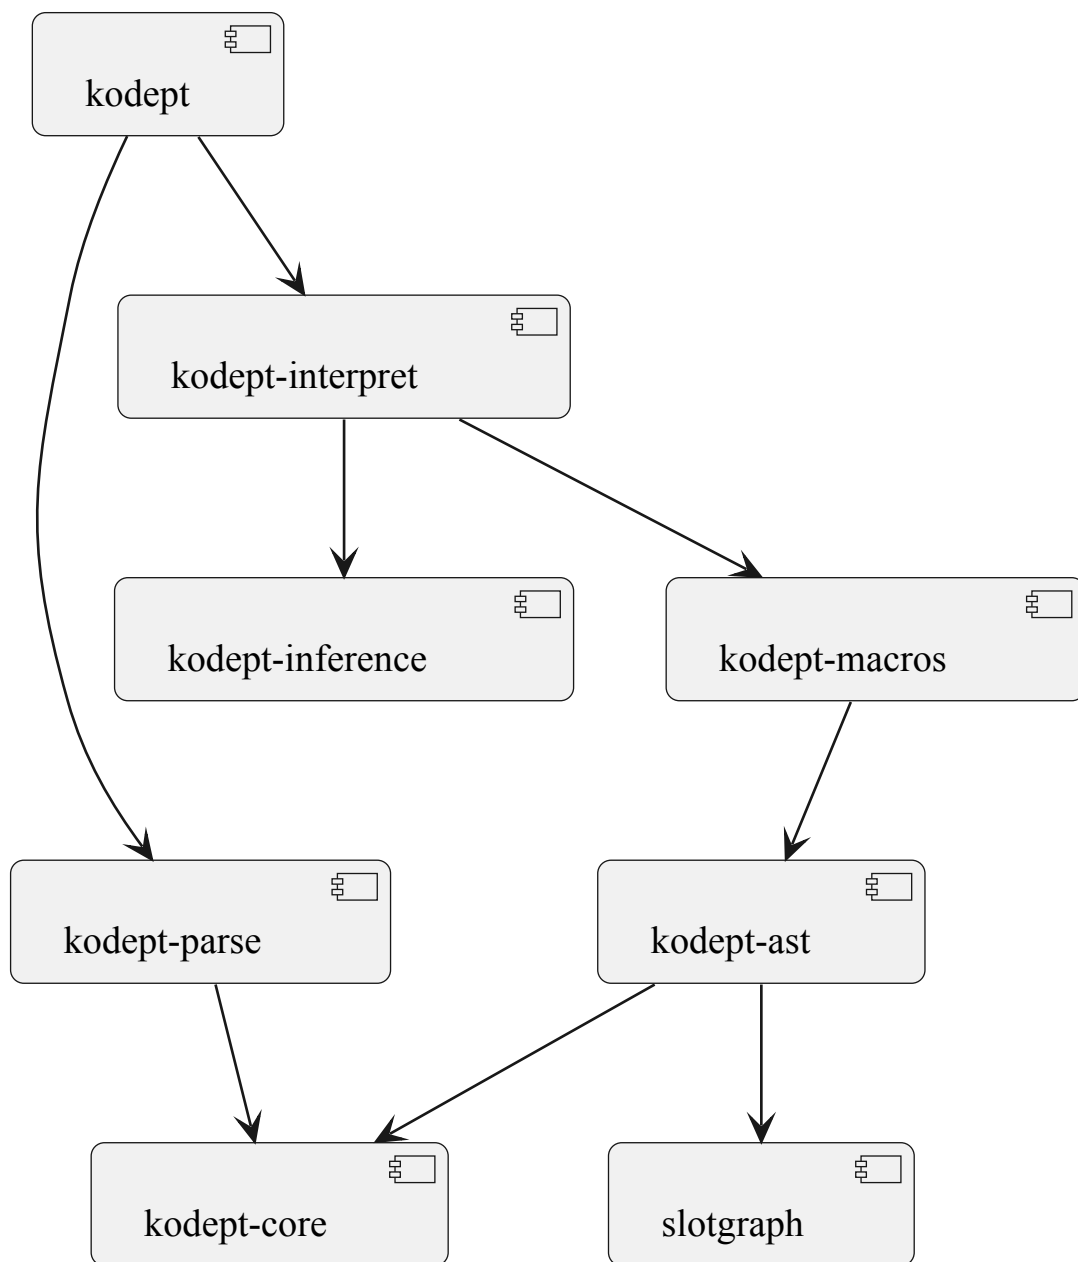 kodept
kodept-interpret
kodept-inference
kodept-macros
kodept-parse
kodept-ast
kodept-core
slotgraph